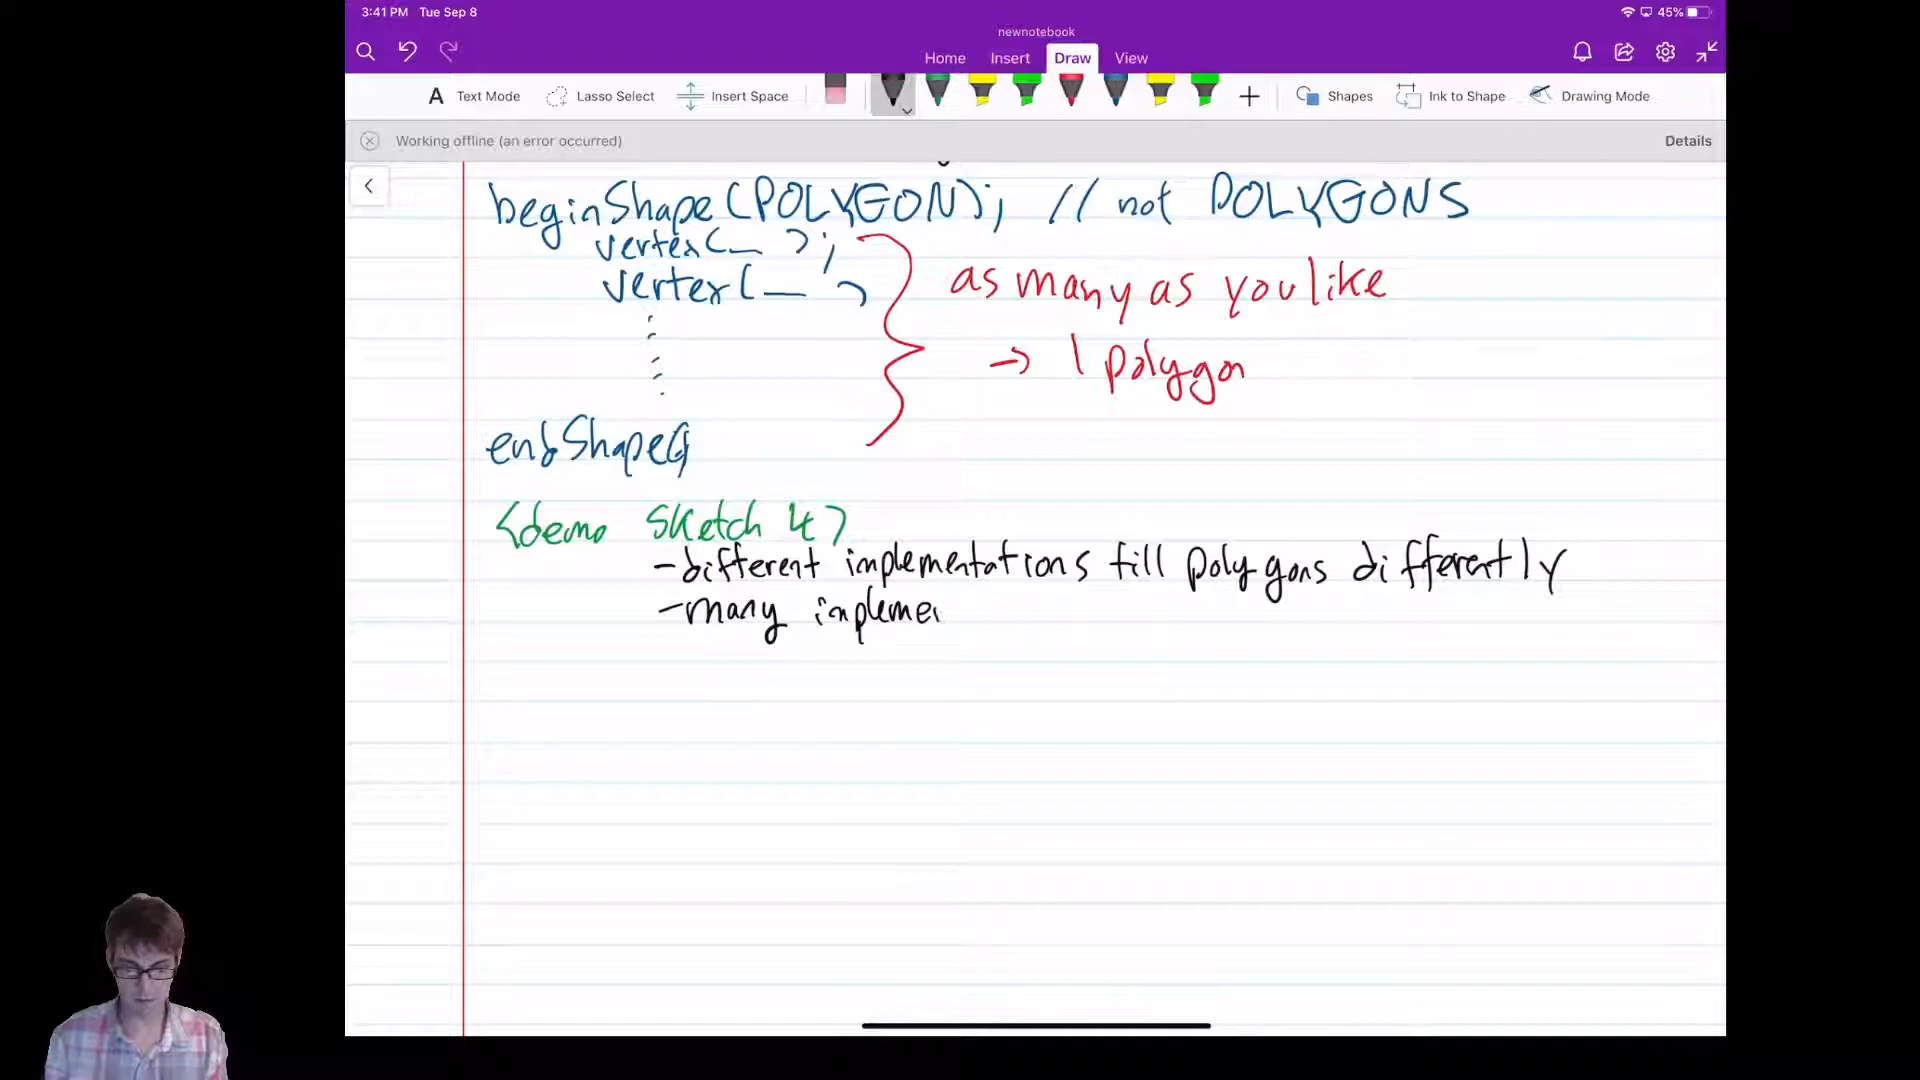 3:41 PM Tue Sep 8
45%
newnotebook
Home Insert Draw View
A Text Mode Lasso Select Insert Space Shapes Ink to Shape Drawing Mode
Working offline (an error occurred) Details
beginShape(POLYGON); // not POLYGONS
vertex(_ );
vertex(_ )
as many as you like
→ 1 polygon
endShape()
<demo sketch 4>
-different implementations fill polygons differently
-many implemen